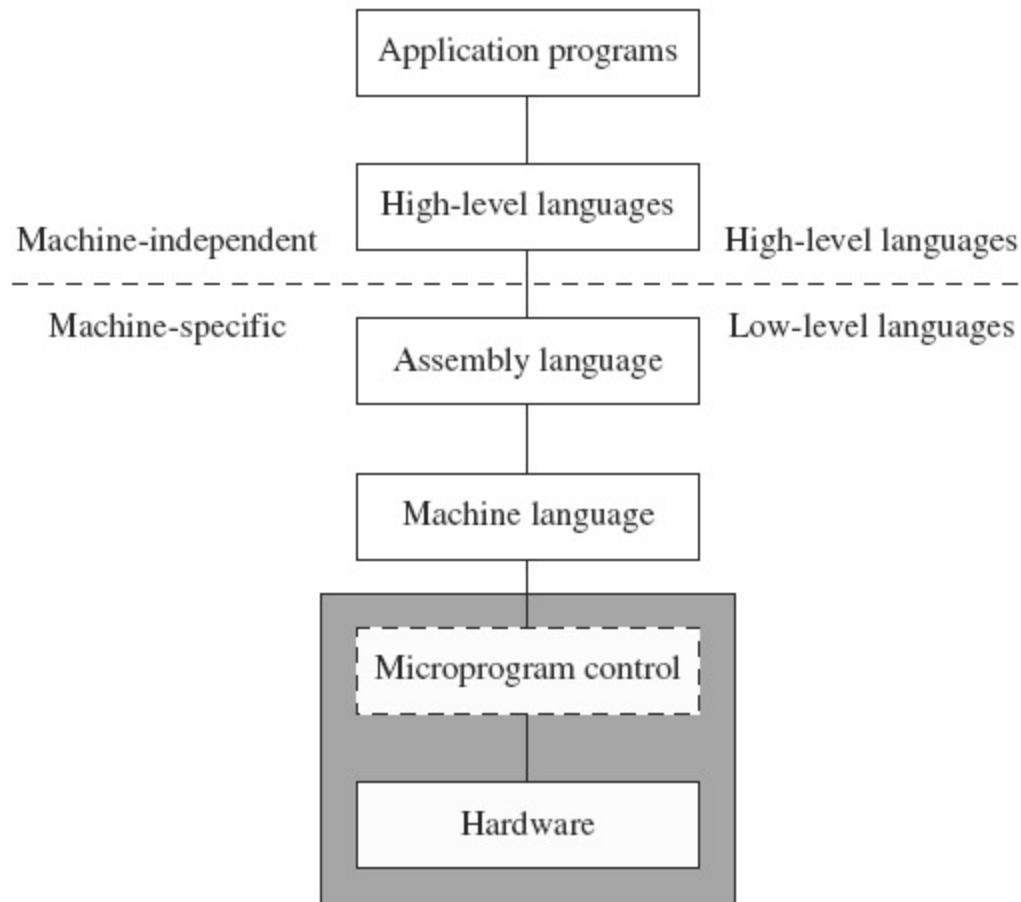 Application programs
High-level languages
Machine-independent
High-level languages
Machine-specific
Low-level languages
Assembly language
Machine language
Microprogram control
Hardware